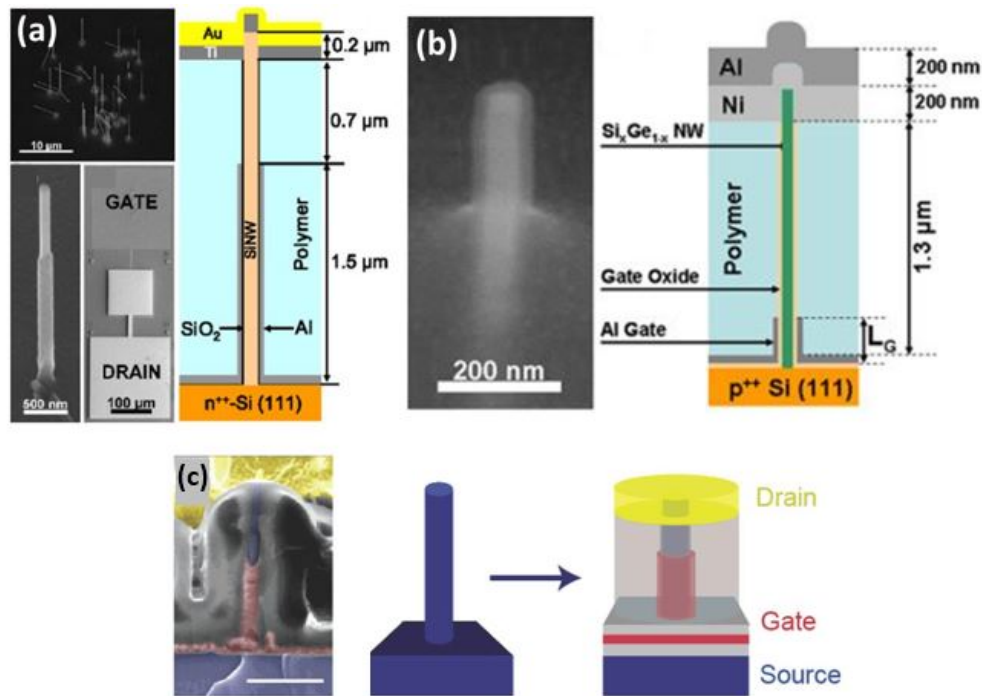 (a)
10 µm
500 nm
GATE
DRAIN
100 µm
Au
Ti
SiNW
Polymer
SiO2
Al
n++-Si (111)
0.2 µm
0.7 µm
1.5 µm
(b)
200 nm
SixGe1-x NW
Gate Oxide
Al Gate
Al
Ni
Polymer
p++ Si (111)
200 nm
200 nm
1.3 µm
LG
(c)
Drain
Gate
Source